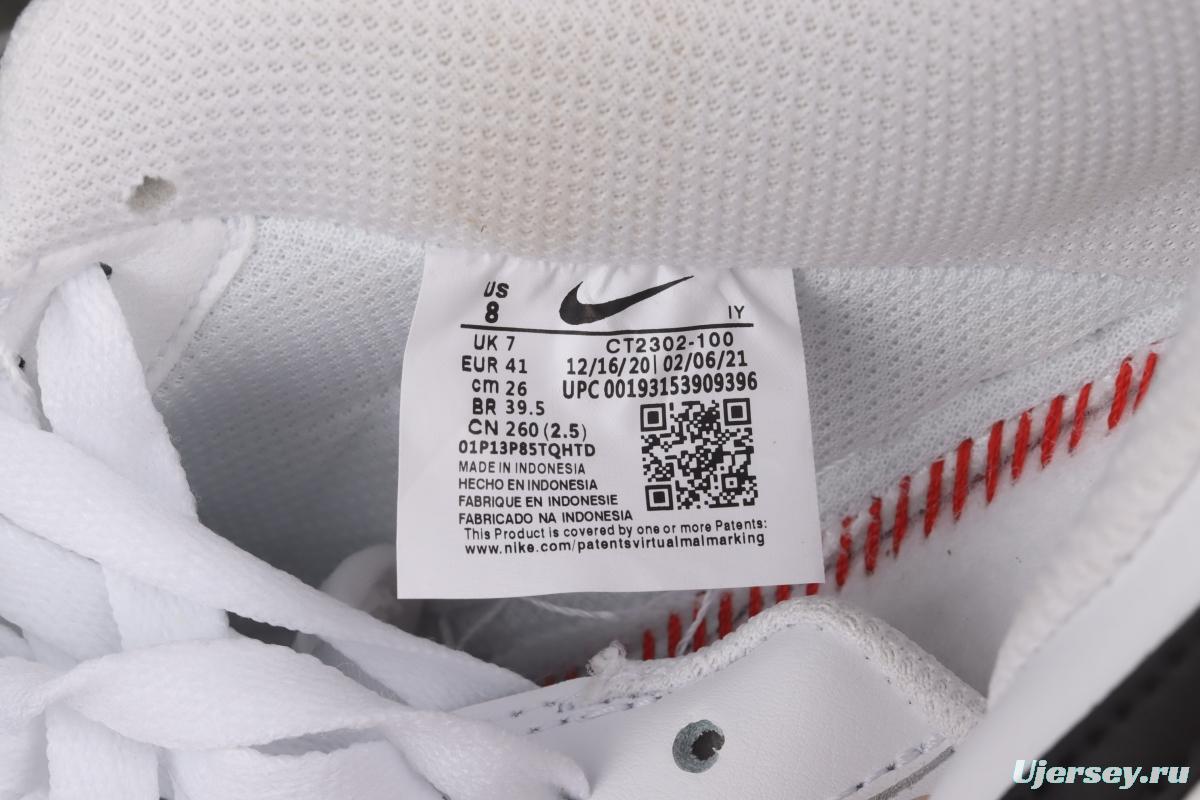 US
8
IY
UK 7 CT2302-100
EUR 41 12/16/20| 02/06/21
cm 26 UPC 00193153909396
BR 39.5
CN 260 (2.5)
01P13P85TQHTD
MADE IN INDONESIA
HECHO EN INDONESIA
FABRIQUE EN INDONESIE
FABRICADO NA INDONESIA
This Product is covered by one or more Patents:
www.nike.com/patentsvirtualmalmarking
Ujersey.ru